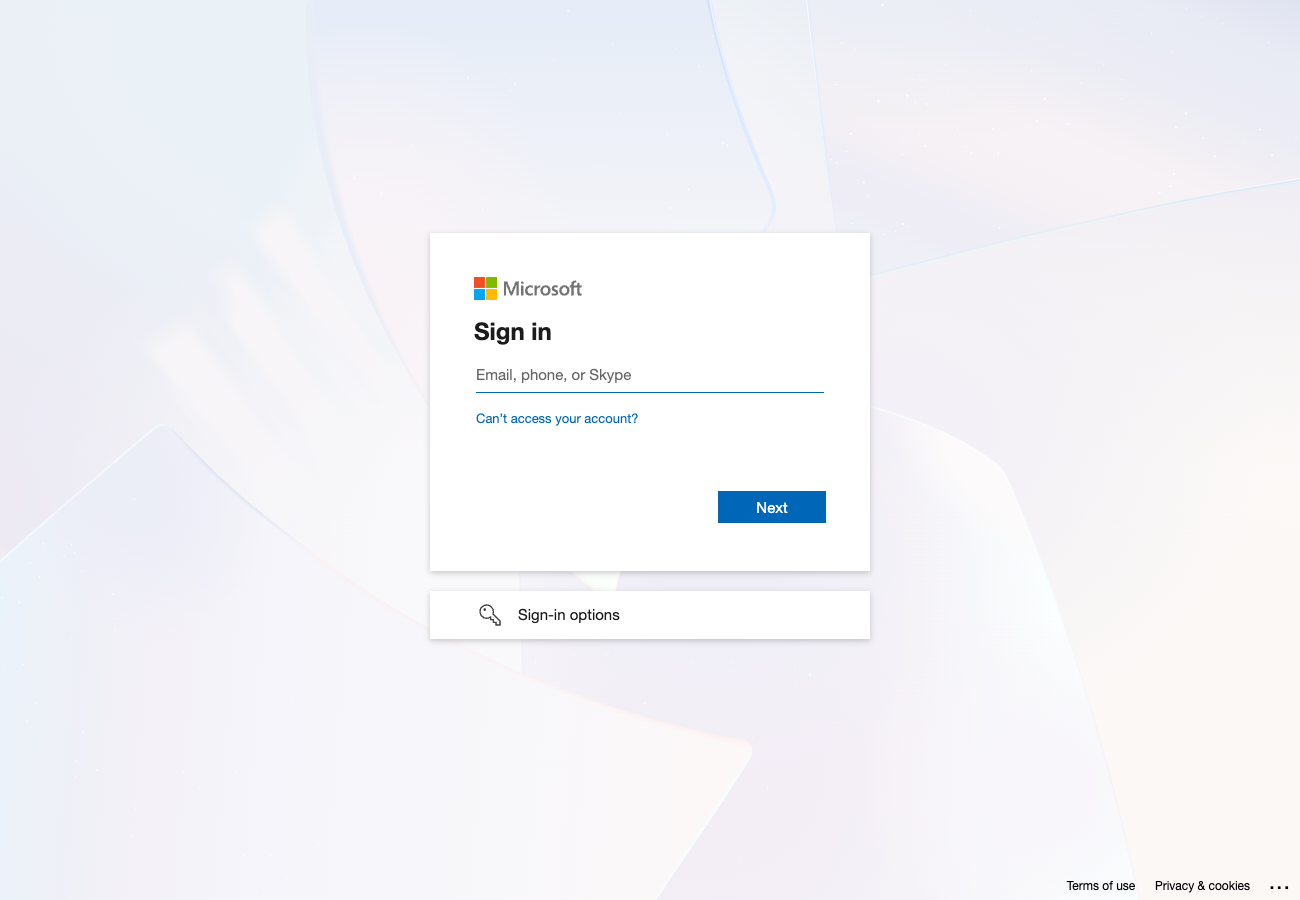 Microsoft
Sign in
Email, phone, or Skype
Can't access your account?
Next
Sign-in options
Terms of use Privacy & cookies ...